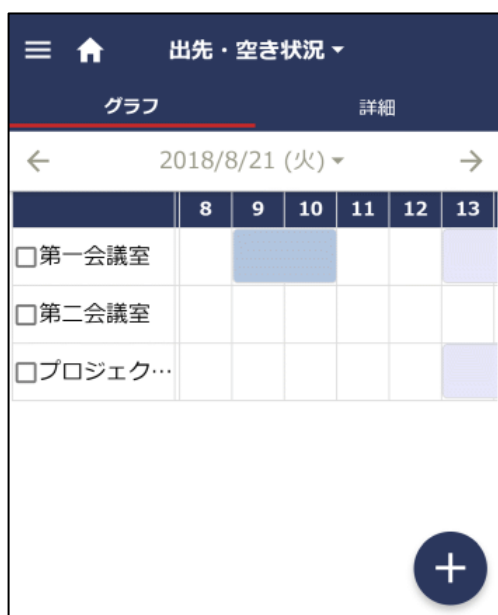 出先・空き状況
グラフ 詳細
2018/8/21 (火)
8 9 10 11 12 13
第一会議室
第二会議室
プロジェク…